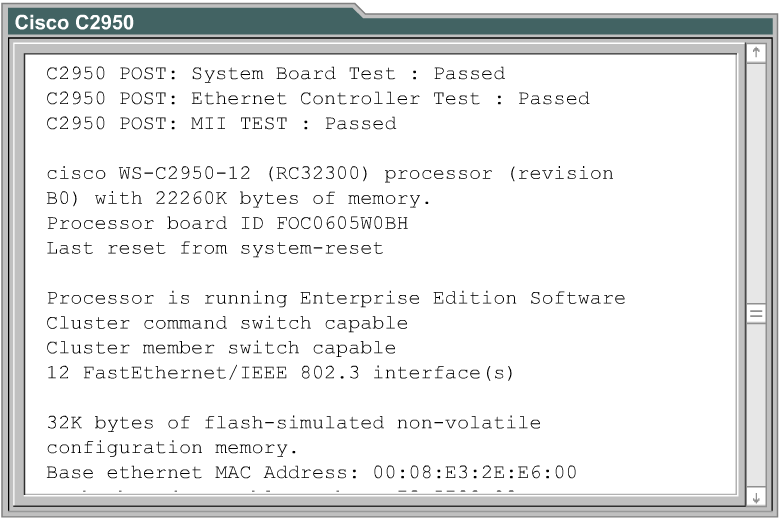 Cisco C2950
C2950 POST: System Board Test : Passed
C2950 POST: Ethernet Controller Test : Passed
C2950 POST: MII TEST : Passed
cisco WS-C2950-12 (RC32300) processor (revision
B0) with 22260K bytes of memory.
Processor board ID FOC0605W0BH
Last reset from system-reset
Processor is running Enterprise Edition Software
Cluster command switch capable
Cluster member switch capable
12 FastEthernet/IEEE 802.3 interface(s)
32K bytes of flash-simulated non-volatile
configuration memory.
Base ethernet MAC Address: 00:08:E3:2E:E6:00